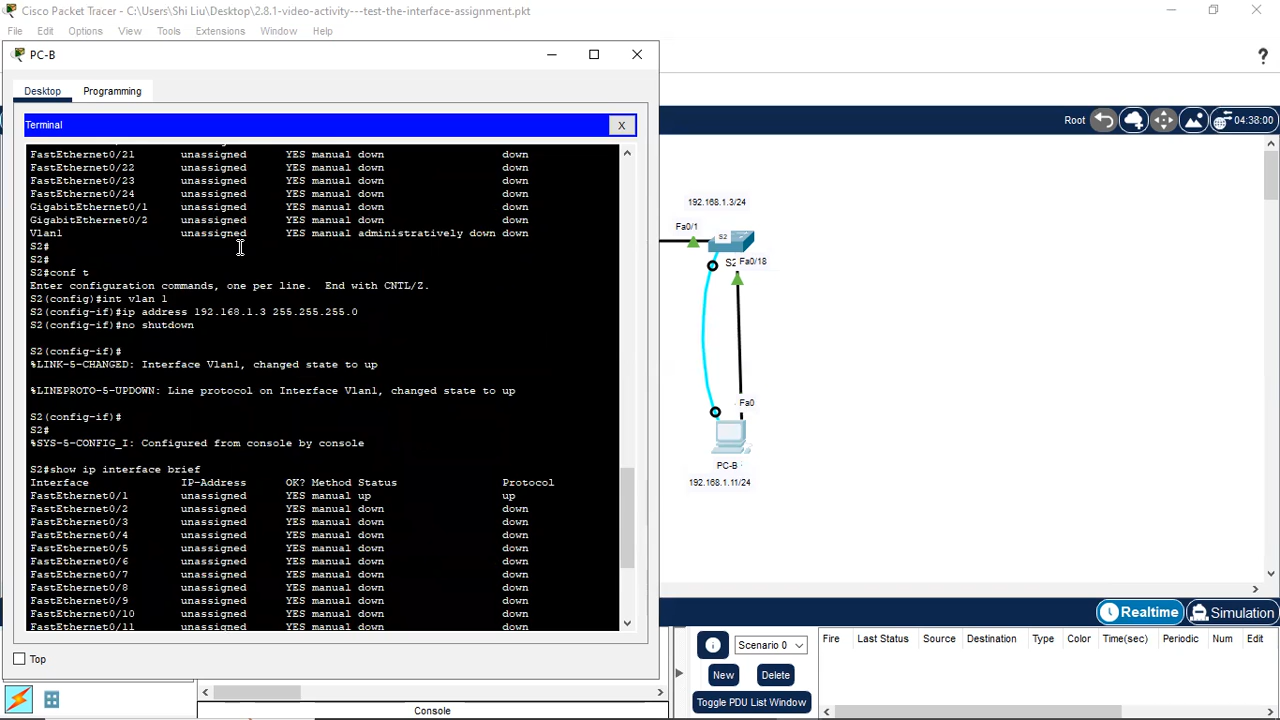 Cisco Packet Tracer - C:\Users\Shi Liu\Desktop\2.8.1-video-activity---test-the-interface-assignment.pkt
File Edit Options View Tools Extensions Window Help
PC-B
Desktop Programming
Terminal X
FastEthernet0/21 unassigned YES manual down down
FastEthernet0/22 unassigned YES manual down down
FastEthernet0/23 unassigned YES manual down down
FastEthernet0/24 unassigned YES manual down down
GigabitEthernet0/1 unassigned YES manual down down
GigabitEthernet0/2 unassigned YES manual down down
Vlan1 unassigned YES manual administratively down down
S2#
S2#
S2#conf t
Enter configuration commands, one per line. End with CNTL/Z.
S2(config)#int vlan 1
S2(config-if)#ip address 192.168.1.3 255.255.255.0
S2(config-if)#no shutdown
S2(config-if)#
%LINK-5-CHANGED: Interface Vlan1, changed state to up
%LINEPROTO-5-UPDOWN: Line protocol on Interface Vlan1, changed state to up
S2(config-if)#
S2#
%SYS-5-CONFIG_I: Configured from console by console
S2#show ip interface brief
Interface IP-Address OK? Method Status Protocol
FastEthernet0/1 unassigned YES manual up up
FastEthernet0/2 unassigned YES manual down down
FastEthernet0/3 unassigned YES manual down down
FastEthernet0/4 unassigned YES manual down down
FastEthernet0/5 unassigned YES manual down down
FastEthernet0/6 unassigned YES manual down down
FastEthernet0/7 unassigned YES manual down down
FastEthernet0/8 unassigned YES manual down down
FastEthernet0/9 unassigned YES manual down down
FastEthernet0/10 unassigned YES manual down down
FastEthernet0/11 unassigned YES manual down down
Top
Root 04:38:00
192.168.1.3/24
Fa0/1
S2
S2 Fa0/18
Fa0
PC-B
192.168.1.11/24
Realtime Simulation
Scenario 0
New Delete
Toggle PDU List Window
Fire Last Status Source Destination Type Color Time(sec) Periodic Num Edit
Console